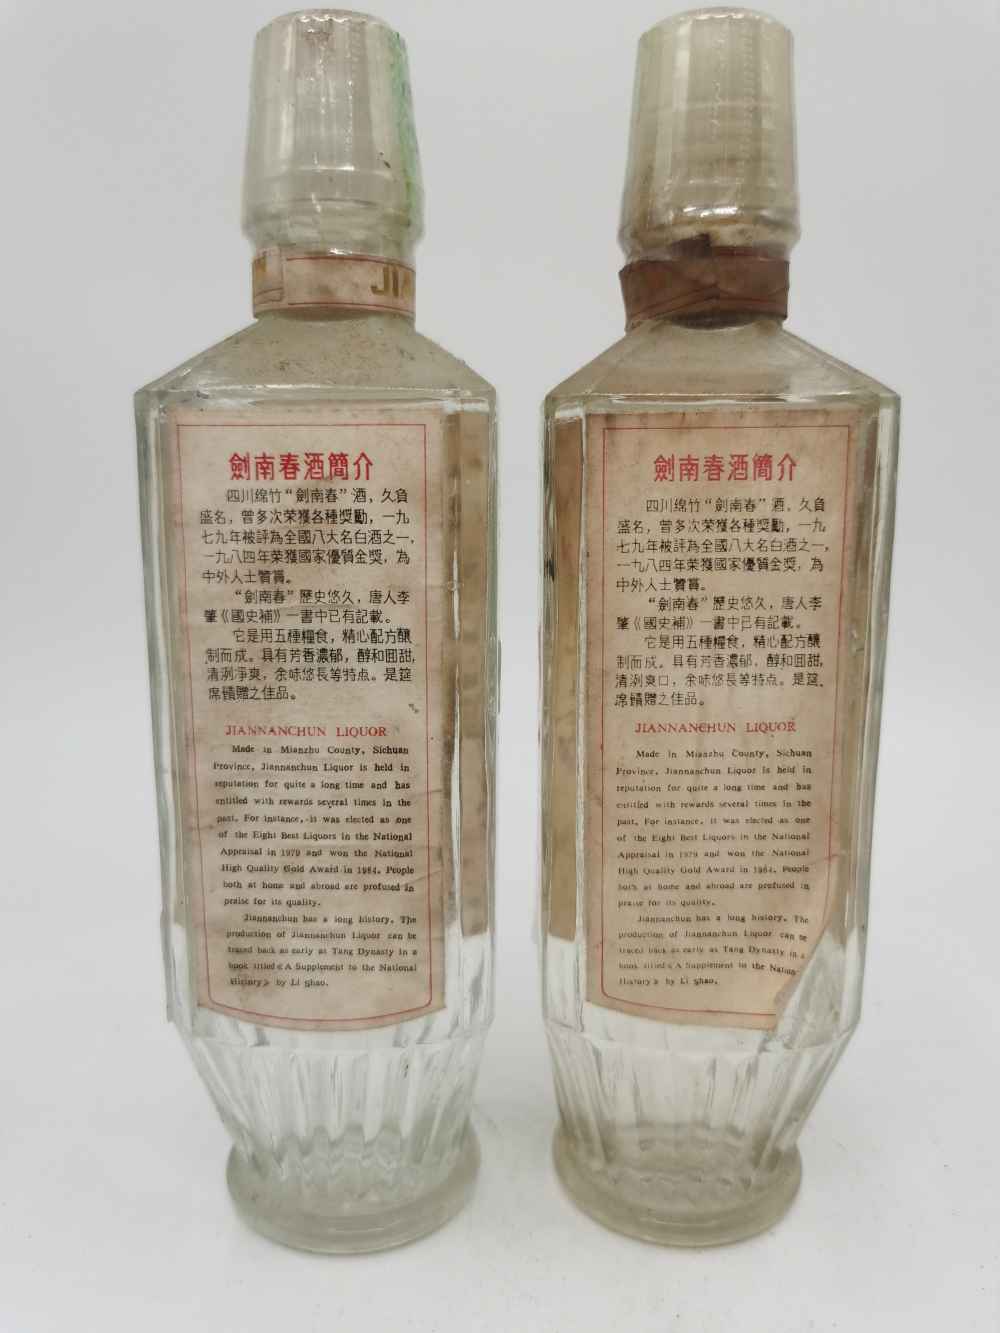 JIA
劍南春酒簡介
四川綿竹“劍南春”酒，久負
盛名，曾多次荣獲各種獎勵，一九
七九年被評為全國八大名白酒之一，
一九八四年荣獲國家優質金獎，為
中外人士贊賞。
“劍南春”歷史悠久，唐人李
肇《國史補》一書中已有記載。
它是用五種糧食，精心配方釀
制而成。具有芳香濃郁，醇和回甜，
清洌凈爽，余味悠長等特点。是筵
席饋贈之佳品。
JIANNANCHUN LIQUOR
Made in Mianzhu County, Sichuan
Province, Jiannanchun Liquor is held in
reputation for quite a long time and has
entitled with rewards several times in the
past. For instance, it was elected as one
of the Eight Best Liquors in the National
Appraisal in 1979 and won the National
High Quality Gold Award in 1984. People
both at home and abroad are profused in
praise for its quality.
Jiannanchun has a long history. The
production of Jiannanchun Liquor can be
traced back as early as Tang Dynasty in a
book titled《A Supplement to the National
History》by Li Shao.
劍南春酒簡介
四川綿竹“劍南春”酒，久負
盛名，曾多次荣獲各種獎勵，一九
七九年被評為全國八大名白酒之一，
一九八四年荣獲國家優質金獎，為
中外人士贊賞。
“劍南春”歷史悠久，唐人李
肇《國史補》一書中已有記載。
它是用五種糧食，精心配方釀
制而成。具有芳香濃郁，醇和回甜，
清洌爽口，余味悠長等特点。是筵
席饋贈之佳品。
JIANNANCHUN LIQUOR
Made in Mianzhu County, Sichuan
Province, Jiannanchun Liquor is held in
reputation for quite a long time and has
entitled with rewards several times in the
past. For instance, it was elected as one
of the Eight Best Liquors in the National
Appraisal in 1979 and won the National
High Quality Gold Award in 1984. People
both at home and abroad are profused in
praise for its quality.
Jiannanchun has a long history. The
production of Jiannanchun Liquor can be
traced back as early as Tang Dynasty in a
book titled《A Supplement to the Nation-
History》by Li Shao.